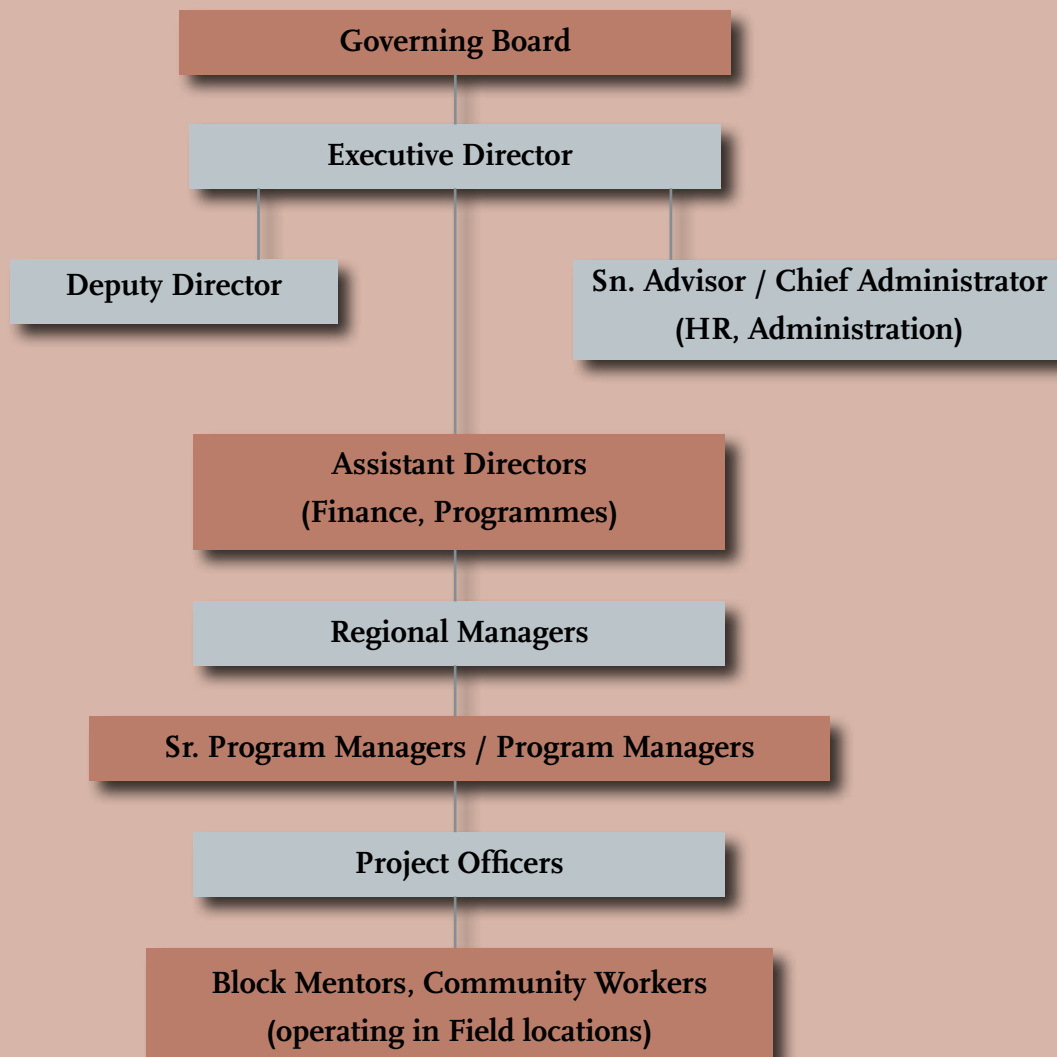 Governing Board
Executive Director
Deputy Director
Sn. Advisor / Chief Administrator
(HR, Administration)
Assistant Directors
(Finance, Programmes)
Regional Managers
Sr. Program Managers / Program Managers
Project Officers
Block Mentors, Community Workers
(operating in Field locations)